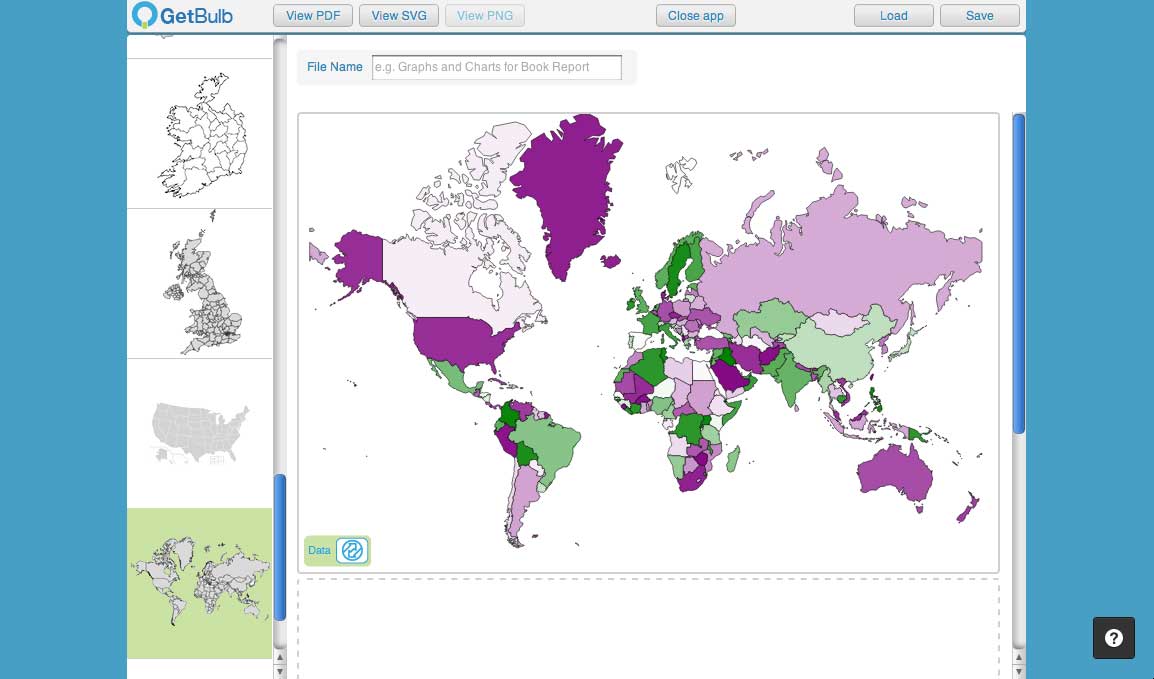 GetBulb
View PDF
View SVG
View PNG
Close app
Load
Save
File Name
e.g. Graphs and Charts for Book Report
Data
?